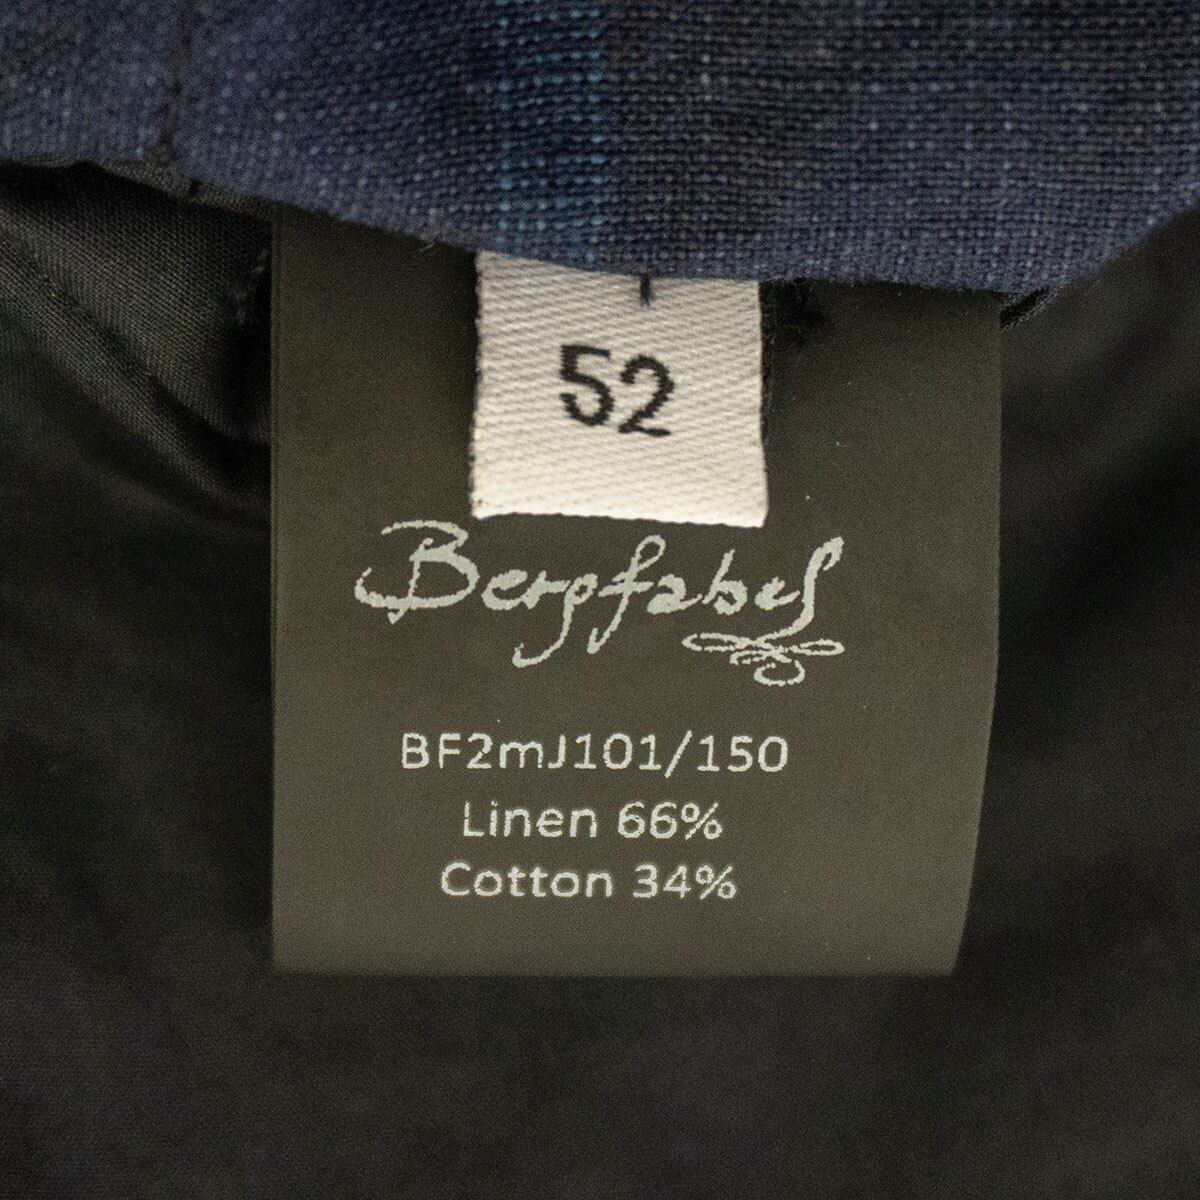 52
Bergfabel
BF2mJ101/150
Linen 66%
Cotton 34%